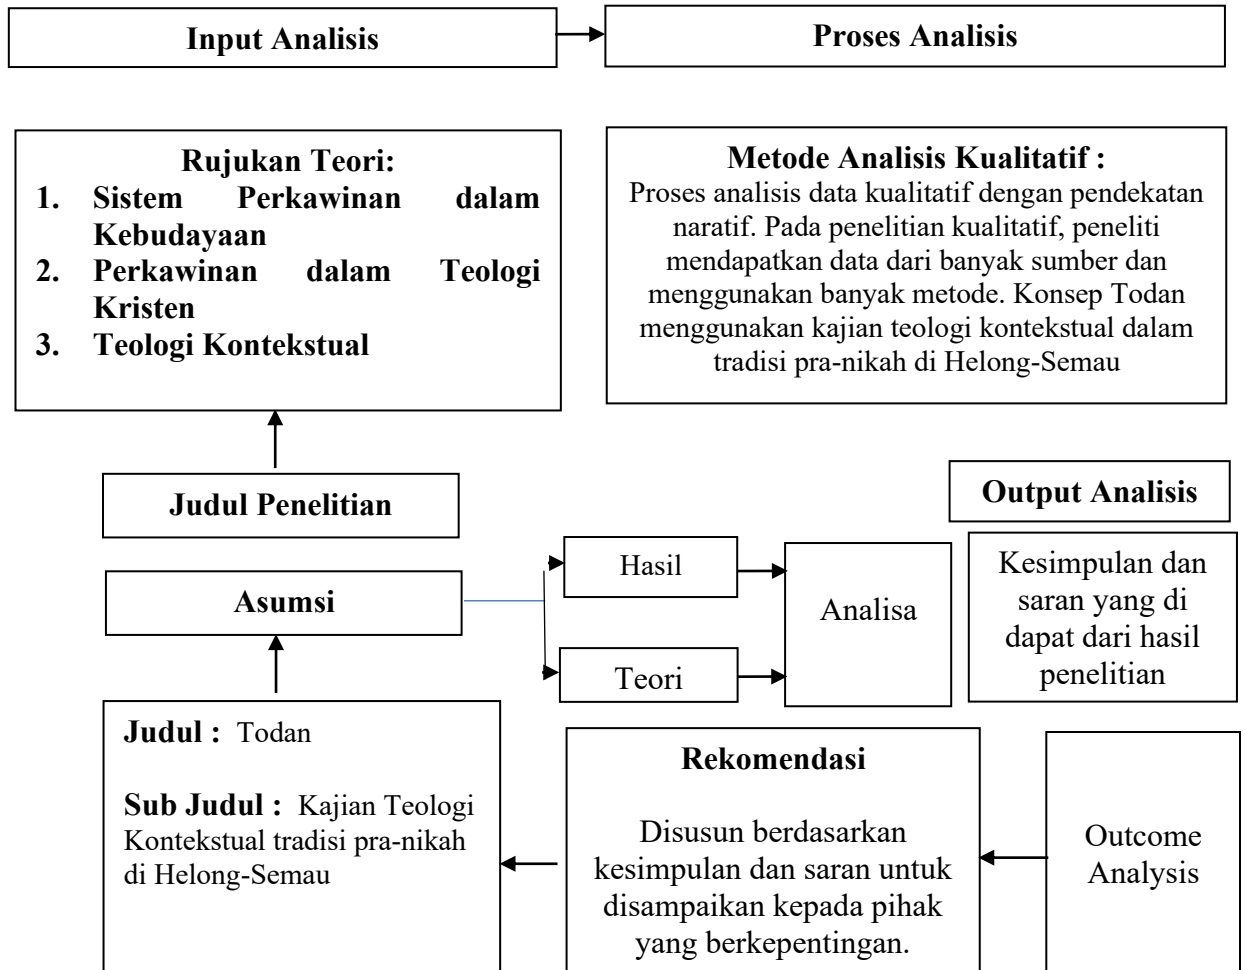 Input Analisis
Proses Analisis
Rujukan Teori:
1. Sistem Perkawinan dalam
Kebudayaan
2. Perkawinan dalam Teologi
Kristen
3. Teologi Kontekstual
Metode Analisis Kualitatif :
Proses analisis data kualitatif dengan pendekatan
naratif. Pada penelitian kualitatif, peneliti
mendapatkan data dari banyak sumber dan
menggunakan banyak metode. Konsep Todan
menggunakan kajian teologi kontekstual dalam
tradisi pra-nikah di Helong-Semau
Judul Penelitian
Output Analisis
Asumsi
Hasil
Teori
Analisa
Kesimpulan dan
saran yang di
dapat dari hasil
penelitian
Judul : Todan
Sub Judul : Kajian Teologi
Kontekstual tradisi pra-nikah
di Helong-Semau
Rekomendasi
Disusun berdasarkan
kesimpulan dan saran untuk
disampaikan kepada pihak
yang berkepentingan.
Outcome
Analysis